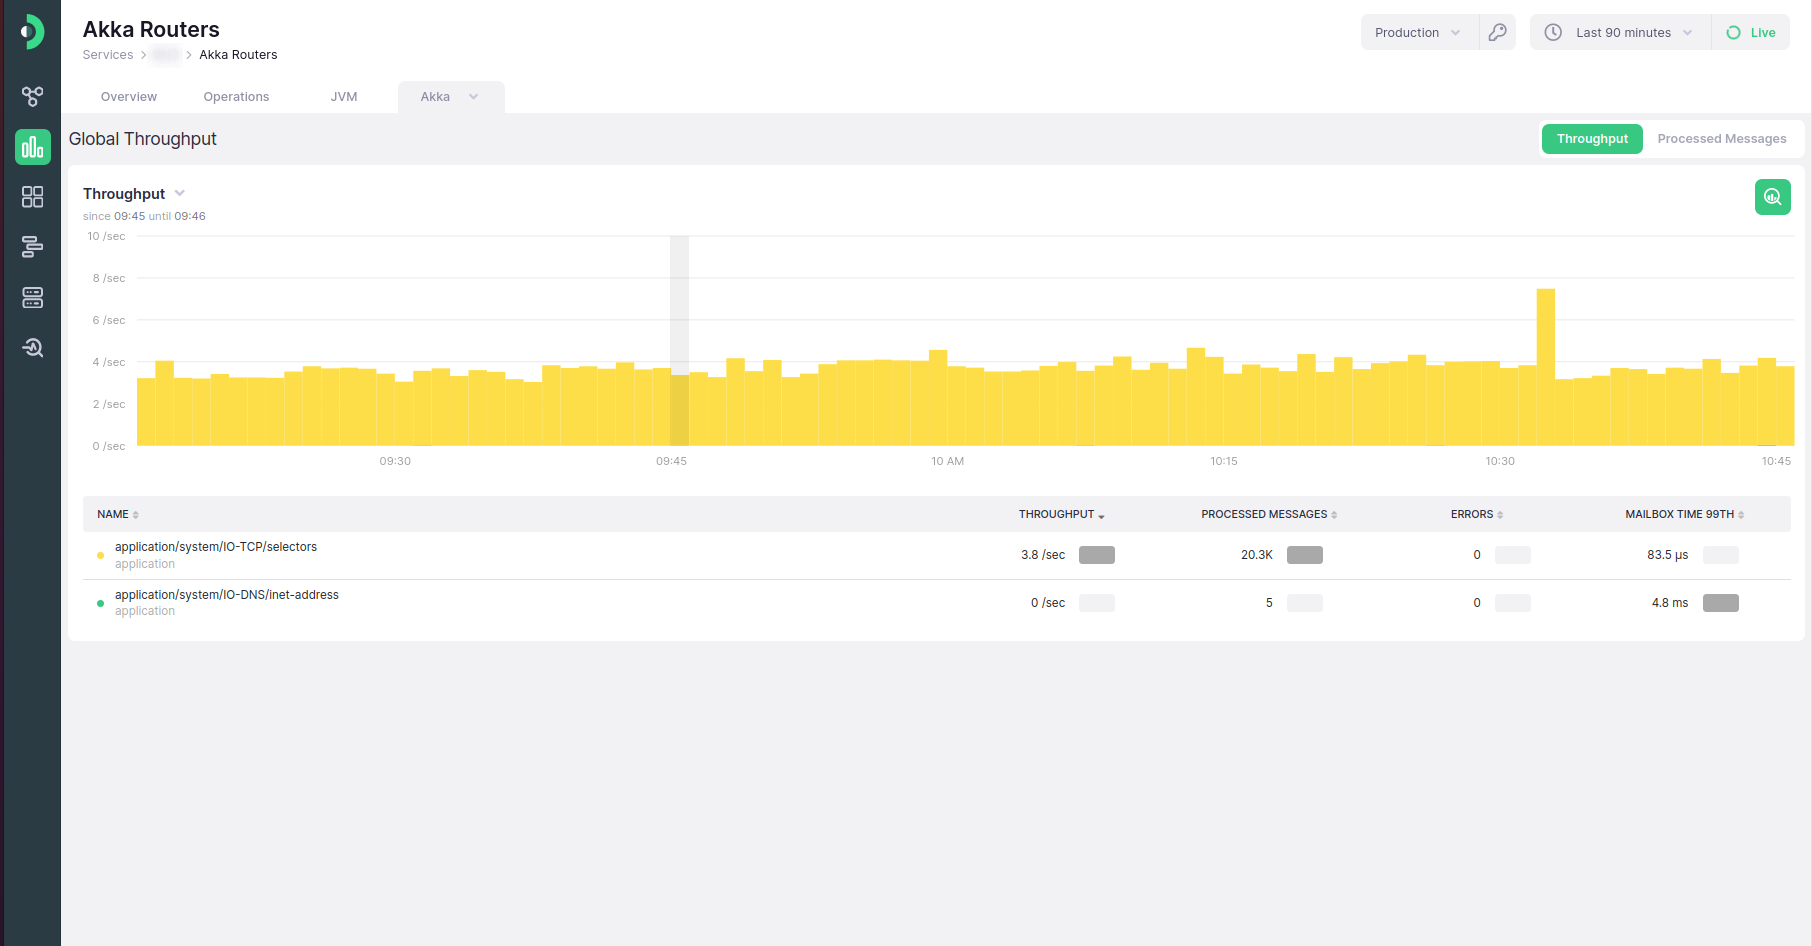 Akka Routers
Production
Last 90 minutes
Live
Services > > Akka Routers
Overview
Operations
JVM
Akka
Global Throughput
Throughput
Processed Messages
Throughput
since 09:45 until 09:46
10 /sec
8 /sec
6 /sec
4 /sec
2 /sec
0 /sec
09:30
09:45
10 AM
10:15
10:30
10:45
NAME
THROUGHPUT
PROCESSED MESSAGES
ERRORS
MAILBOX TIME 99TH
application/system/IO-TCP/selectors
application
3.8 /sec
20.3K
0
83.5 µs
application/system/IO-DNS/inet-address
application
0 /sec
5
0
4.8 ms